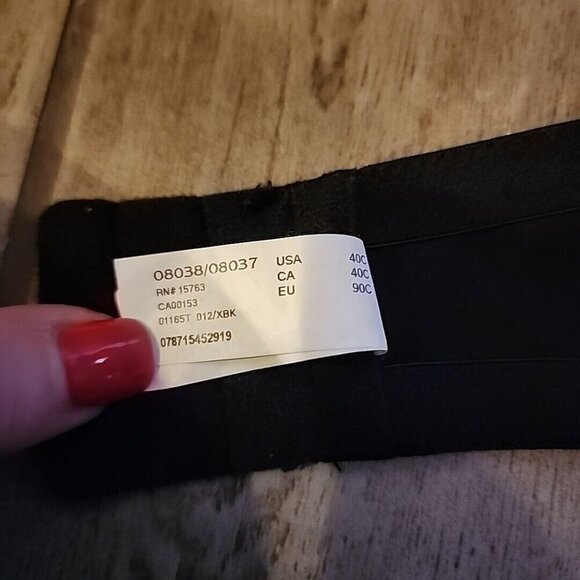 08038/08037 USA 40C
RN# 15763 CA 40C
CA00153 EU 90C
01165T 012/XBK
078715452919